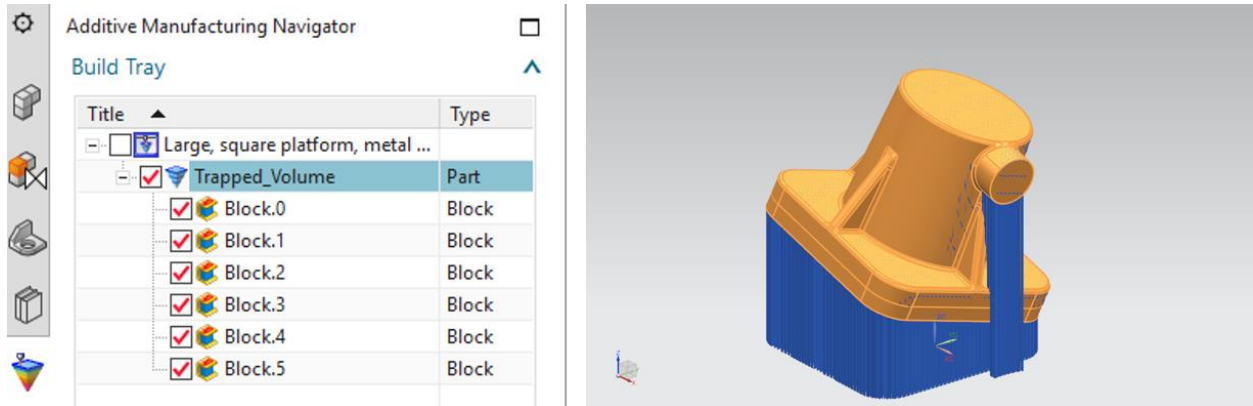 Additive Manufacturing Navigator
Build Tray
Title Type
Large, square platform, metal ...
Trapped_Volume Part
Block.0 Block
Block.1 Block
Block.2 Block
Block.3 Block
Block.4 Block
Block.5 Block